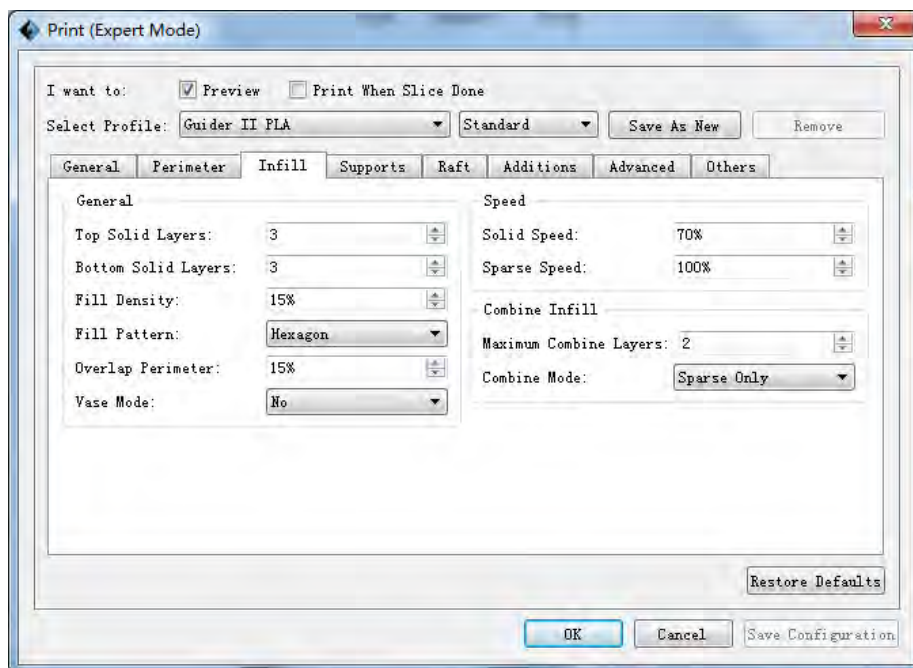 Print (Expert Mode)
I want to: Preview Print When Slice Done
Select Profile: Guider II PLA Standard Save As New Remove
General Perimeter Infill Supports Raft Additions Advanced Others
General
Top Solid Layers: 3
Bottom Solid Layers: 3
Fill Density: 15%
Fill Pattern: Hexagon
Overlap Perimeter: 15%
Vase Mode: No
Speed
Solid Speed: 70%
Sparse Speed: 100%
Combine Infill
Maximum Combine Layers: 2
Combine Mode: Sparse Only
Restore Defaults
OK Cancel Save Configuration